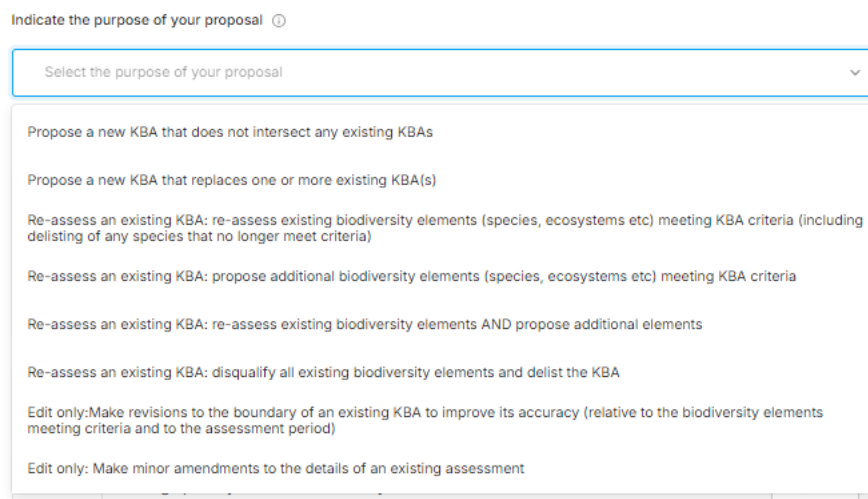 Indicate the purpose of your proposal
Select the purpose of your proposal
Propose a new KBA that does not intersect any existing KBAs
Propose a new KBA that replaces one or more existing KBA(s)
Re-assess an existing KBA: re-assess existing biodiversity elements (species, ecosystems etc) meeting KBA criteria (including
delisting of any species that no longer meet criteria)
Re-assess an existing KBA: propose additional biodiversity elements (species, ecosystems etc) meeting KBA criteria
Re-assess an existing KBA: re-assess existing biodiversity elements AND propose additional elements
Re-assess an existing KBA: disqualify all existing biodiversity elements and delist the KBA
Edit only:Make revisions to the boundary of an existing KBA to improve its accuracy (relative to the biodiversity elements
meeting criteria and to the assessment period)
Edit only: Make minor amendments to the details of an existing assessment